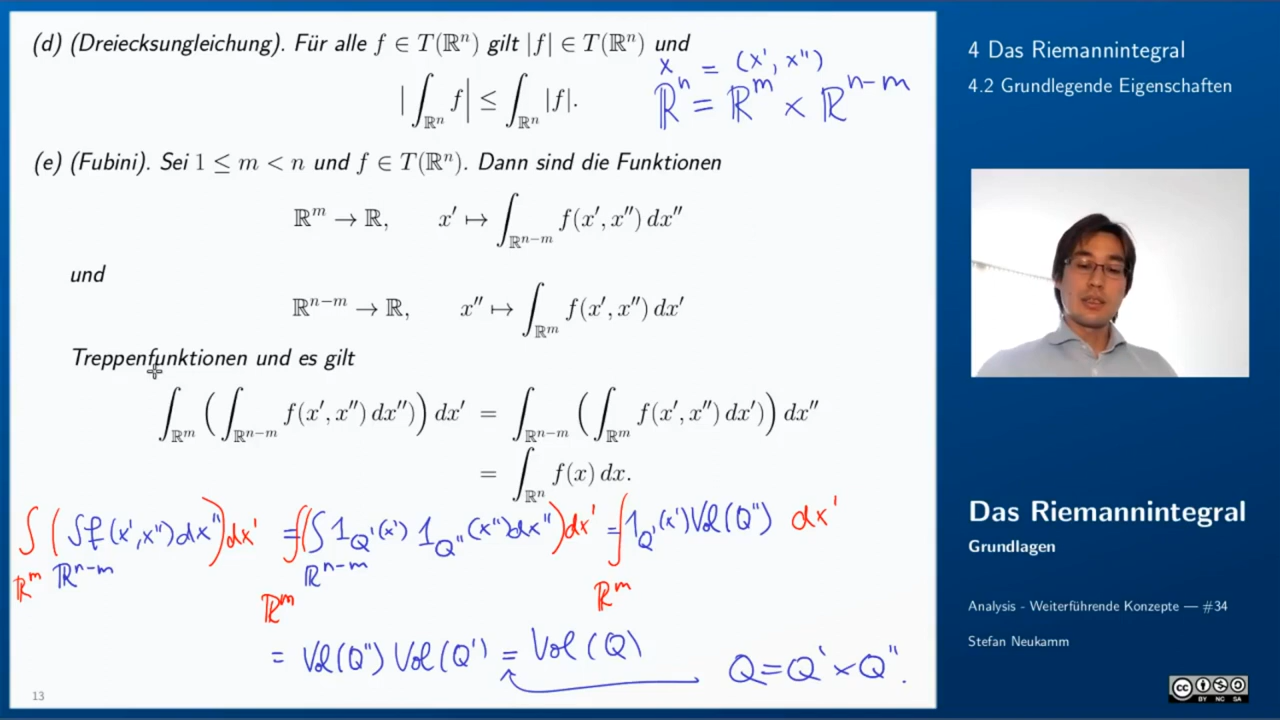 (d) (Dreiecksungleichung). Für alle f ∈ T(ℝⁿ) gilt |f| ∈ T(ℝⁿ) und
x = (x', x'')
|∫_{ℝⁿ} f| ≤ ∫_{ℝⁿ} |f|.
ℝⁿ = ℝᵐ × ℝⁿ⁻ᵐ
(e) (Fubini). Sei 1 ≤ m < n und f ∈ T(ℝⁿ). Dann sind die Funktionen
ℝᵐ → ℝ, x' ↦ ∫_{ℝⁿ⁻ᵐ} f(x', x'') dx''
und
ℝⁿ⁻ᵐ → ℝ, x'' ↦ ∫_{ℝᵐ} f(x', x'') dx'
Treppenfunktionen und es gilt
∫_{ℝᵐ} (∫_{ℝⁿ⁻ᵐ} f(x', x'') dx'')) dx' = ∫_{ℝⁿ⁻ᵐ} (∫_{ℝᵐ} f(x', x'') dx')) dx''
= ∫_{ℝⁿ} f(x) dx.
∫_{ℝᵐ} (∫_{ℝⁿ⁻ᵐ} f(x', x'') dx'') dx' = ∫_{ℝᵐ} (∫_{ℝⁿ⁻ᵐ} 1_{Q'}(x') 1_{Q''}(x'') dx'') dx' = ∫_{ℝᵐ} 1_{Q'}(x') Vol(Q'') dx'
= Vol(Q'') Vol(Q') = Vol(Q)
Q = Q' × Q''.
13
4 Das Riemannintegral
4.2 Grundlegende Eigenschaften
Das Riemannintegral
Grundlagen
Analysis - Weiterführende Konzepte — #34
Stefan Neukamm
cc
BY NC SA